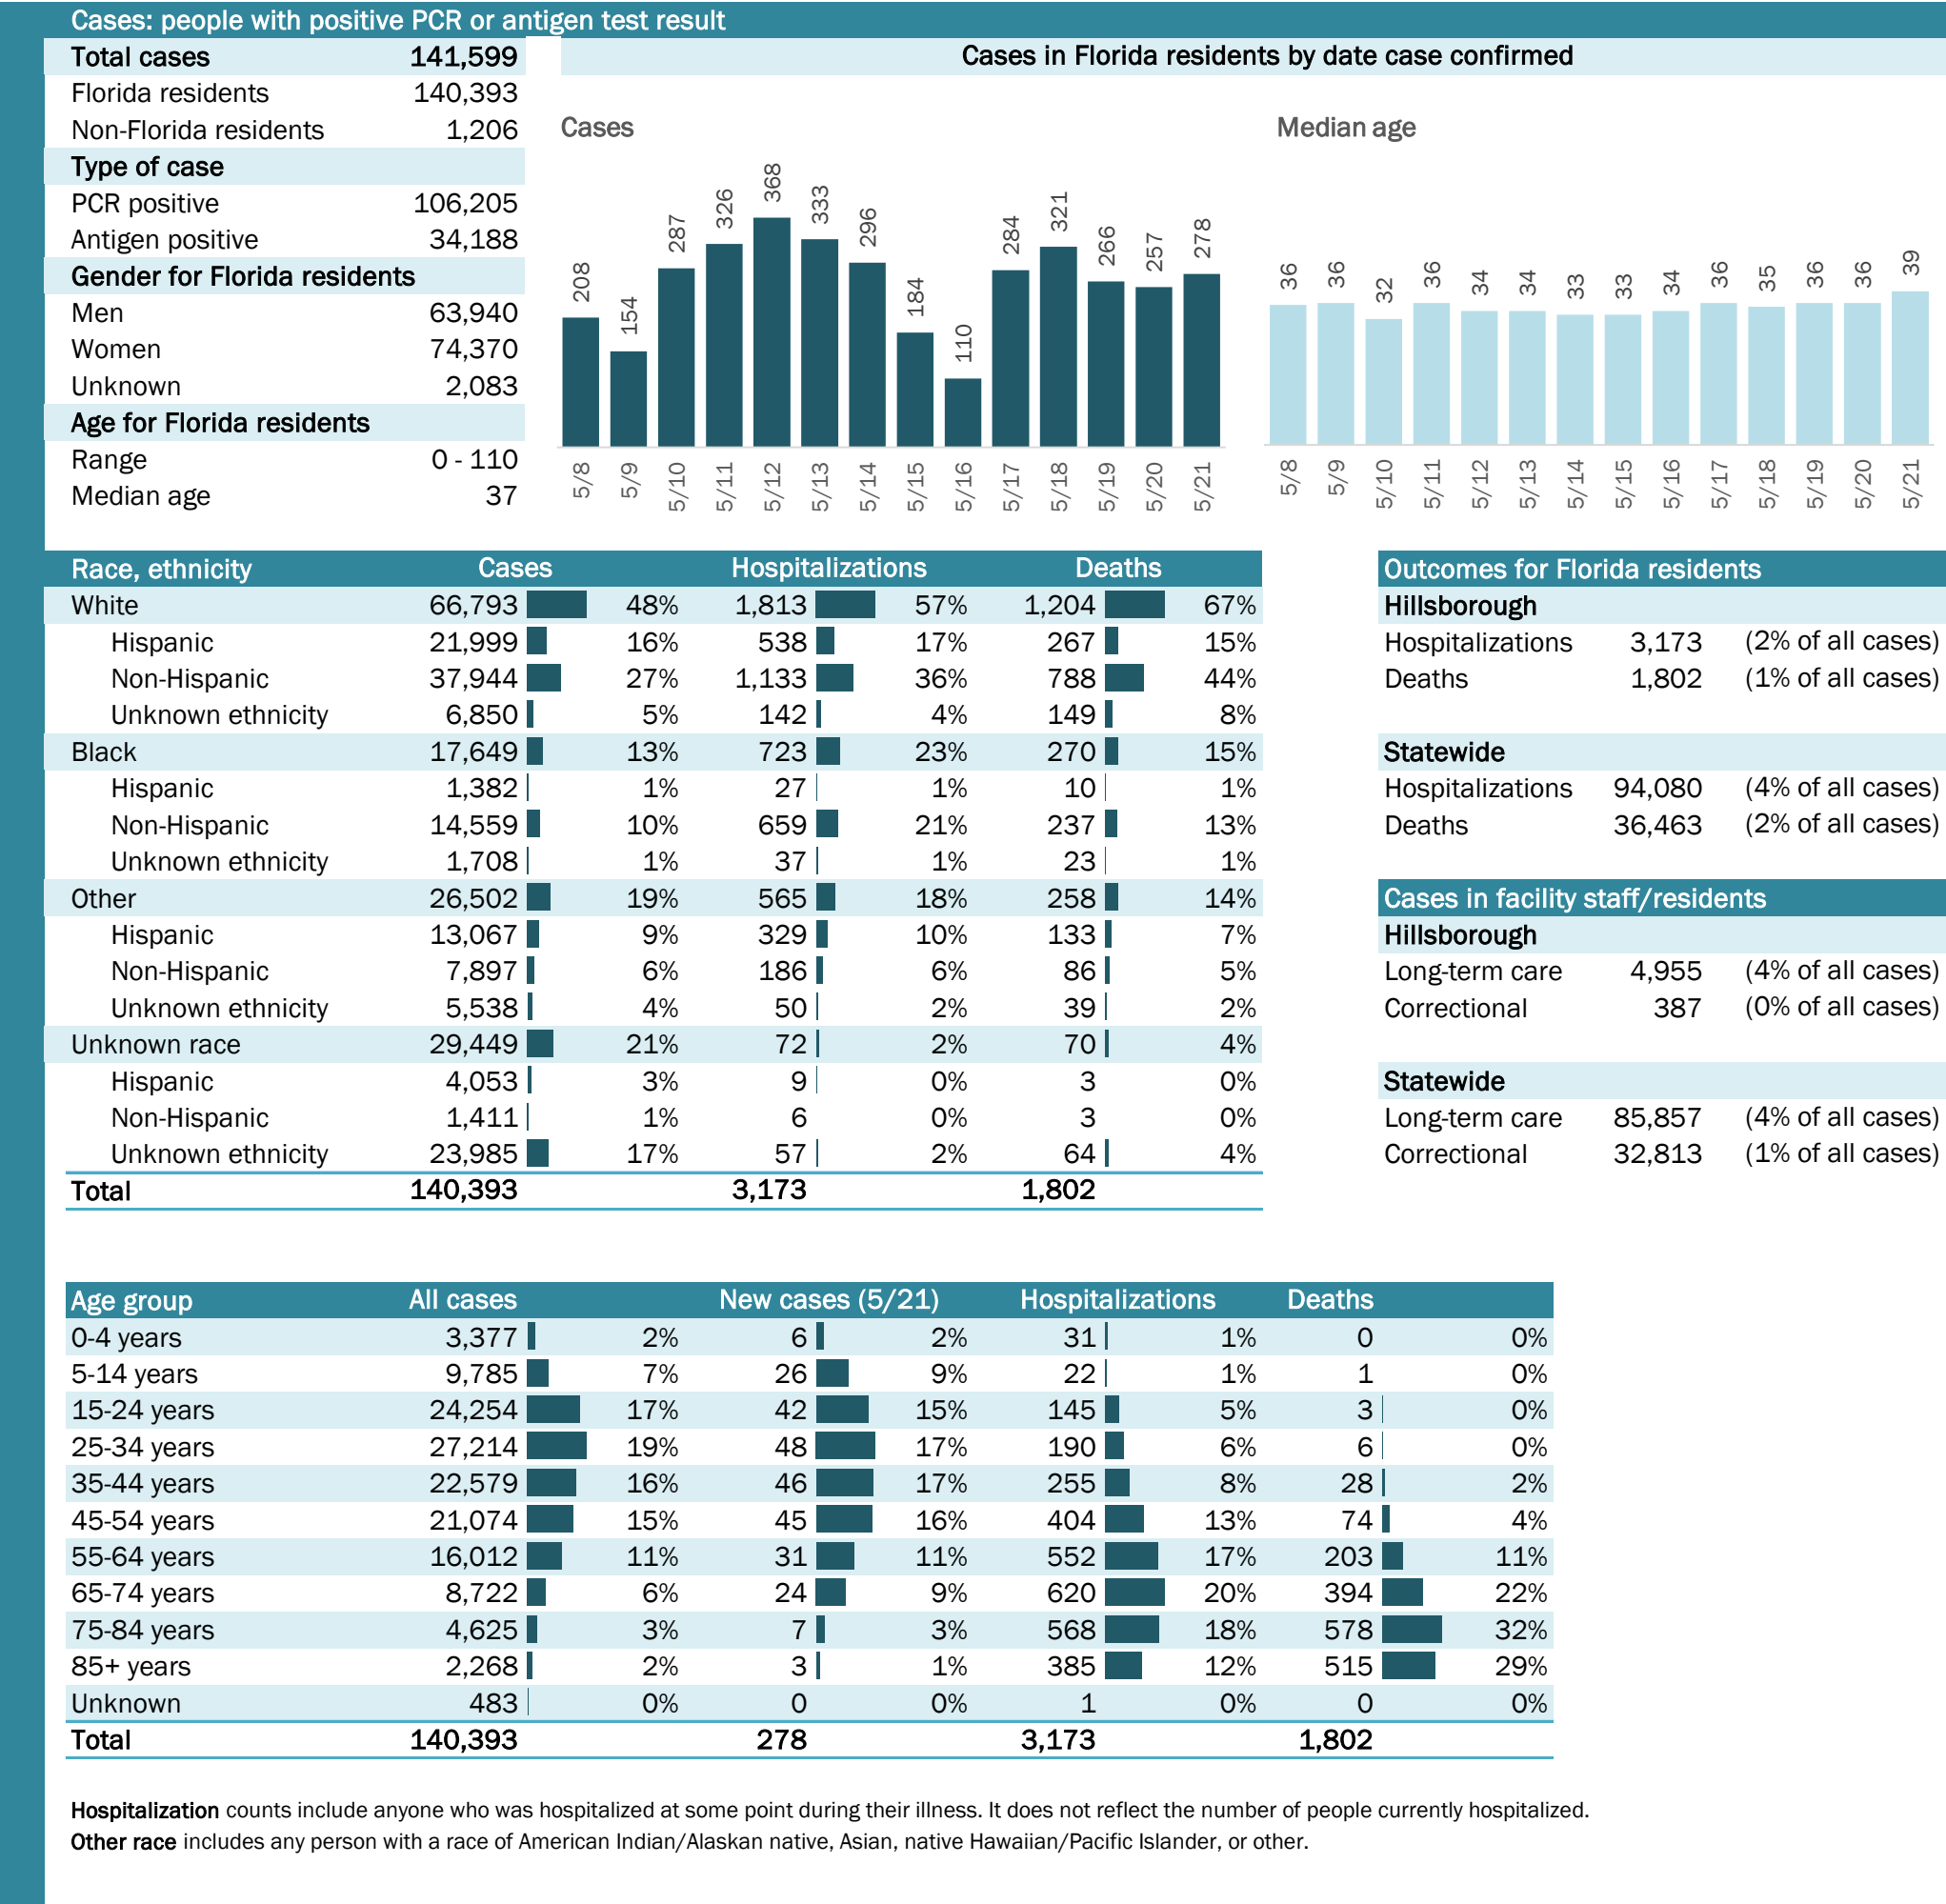 Cases: people with positive PCR or antigen test result
Total cases 141,599
Florida residents 140,393
Non-Florida residents 1,206
Type of case
PCR positive 106,205
Antigen positive 34,188
Gender for Florida residents
Men 63,940
Women 74,370
Unknown 2,083
Age for Florida residents
Range 0 - 110
Median age 37
Cases in Florida residents by date case confirmed
Cases
208 154 287 326 368 333 296 184 110 284 321 266 257 278
5/8 5/9 5/10 5/11 5/12 5/13 5/14 5/15 5/16 5/17 5/18 5/19 5/20 5/21
Median age
36 36 32 36 34 34 33 33 34 36 35 36 36 39
5/8 5/9 5/10 5/11 5/12 5/13 5/14 5/15 5/16 5/17 5/18 5/19 5/20 5/21
Race, ethnicity Cases Hospitalizations Deaths
White 66,793 48% 1,813 57% 1,204 67%
Hispanic 21,999 16% 538 17% 267 15%
Non-Hispanic 37,944 27% 1,133 36% 788 44%
Unknown ethnicity 6,850 5% 142 4% 149 8%
Black 17,649 13% 723 23% 270 15%
Hispanic 1,382 1% 27 1% 10 1%
Non-Hispanic 14,559 10% 659 21% 237 13%
Unknown ethnicity 1,708 1% 37 1% 23 1%
Other 26,502 19% 565 18% 258 14%
Hispanic 13,067 9% 329 10% 133 7%
Non-Hispanic 7,897 6% 186 6% 86 5%
Unknown ethnicity 5,538 4% 50 2% 39 2%
Unknown race 29,449 21% 72 2% 70 4%
Hispanic 4,053 3% 9 0% 3 0%
Non-Hispanic 1,411 1% 6 0% 3 0%
Unknown ethnicity 23,985 17% 57 2% 64 4%
Total 140,393 3,173 1,802
Outcomes for Florida residents
Hillsborough
Hospitalizations 3,173 (2% of all cases)
Deaths 1,802 (1% of all cases)
Statewide
Hospitalizations 94,080 (4% of all cases)
Deaths 36,463 (2% of all cases)
Cases in facility staff/residents
Hillsborough
Long-term care 4,955 (4% of all cases)
Correctional 387 (0% of all cases)
Statewide
Long-term care 85,857 (4% of all cases)
Correctional 32,813 (1% of all cases)
Age group All cases New cases (5/21) Hospitalizations Deaths
0-4 years 3,377 2% 6 2% 31 1% 0 0%
5-14 years 9,785 7% 26 9% 22 1% 1 0%
15-24 years 24,254 17% 42 15% 145 5% 3 0%
25-34 years 27,214 19% 48 17% 190 6% 6 0%
35-44 years 22,579 16% 46 17% 255 8% 28 2%
45-54 years 21,074 15% 45 16% 404 13% 74 4%
55-64 years 16,012 11% 31 11% 552 17% 203 11%
65-74 years 8,722 6% 24 9% 620 20% 394 22%
75-84 years 4,625 3% 7 3% 568 18% 578 32%
85+ years 2,268 2% 3 1% 385 12% 515 29%
Unknown 483 0% 0 0% 1 0% 0 0%
Total 140,393 278 3,173 1,802
Hospitalization counts include anyone who was hospitalized at some point during their illness. It does not reflect the number of people currently hospitalized.
Other race includes any person with a race of American Indian/Alaskan native, Asian, native Hawaiian/Pacific Islander, or other.